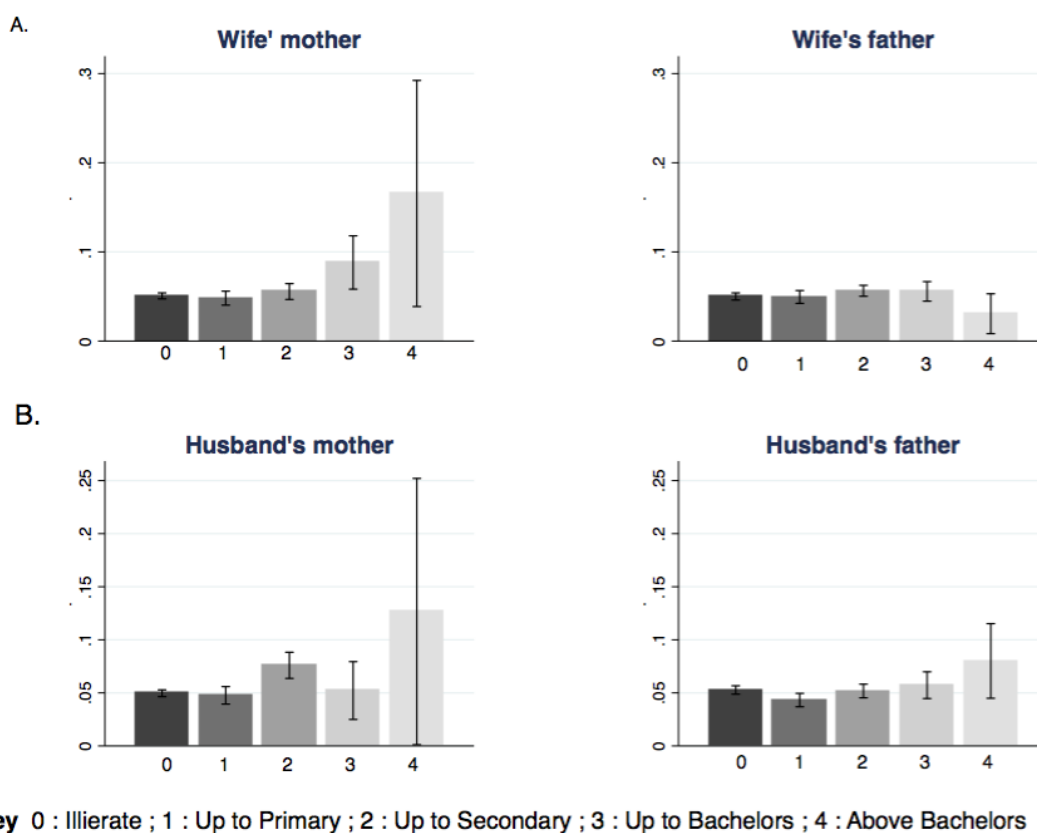 A.
Wife' mother
.3
.2
.1
0
0 1 2 3 4
Wife's father
.3
.2
.1
0
0 1 2 3 4
B.
Husband's mother
.25
.2
.15
.1
.05
0
0 1 2 3 4
Husband's father
.25
.2
.15
.1
.05
0
0 1 2 3 4
ey 0 : Illierate ; 1 : Up to Primary ; 2 : Up to Secondary ; 3 : Up to Bachelors ; 4 : Above Bachelors